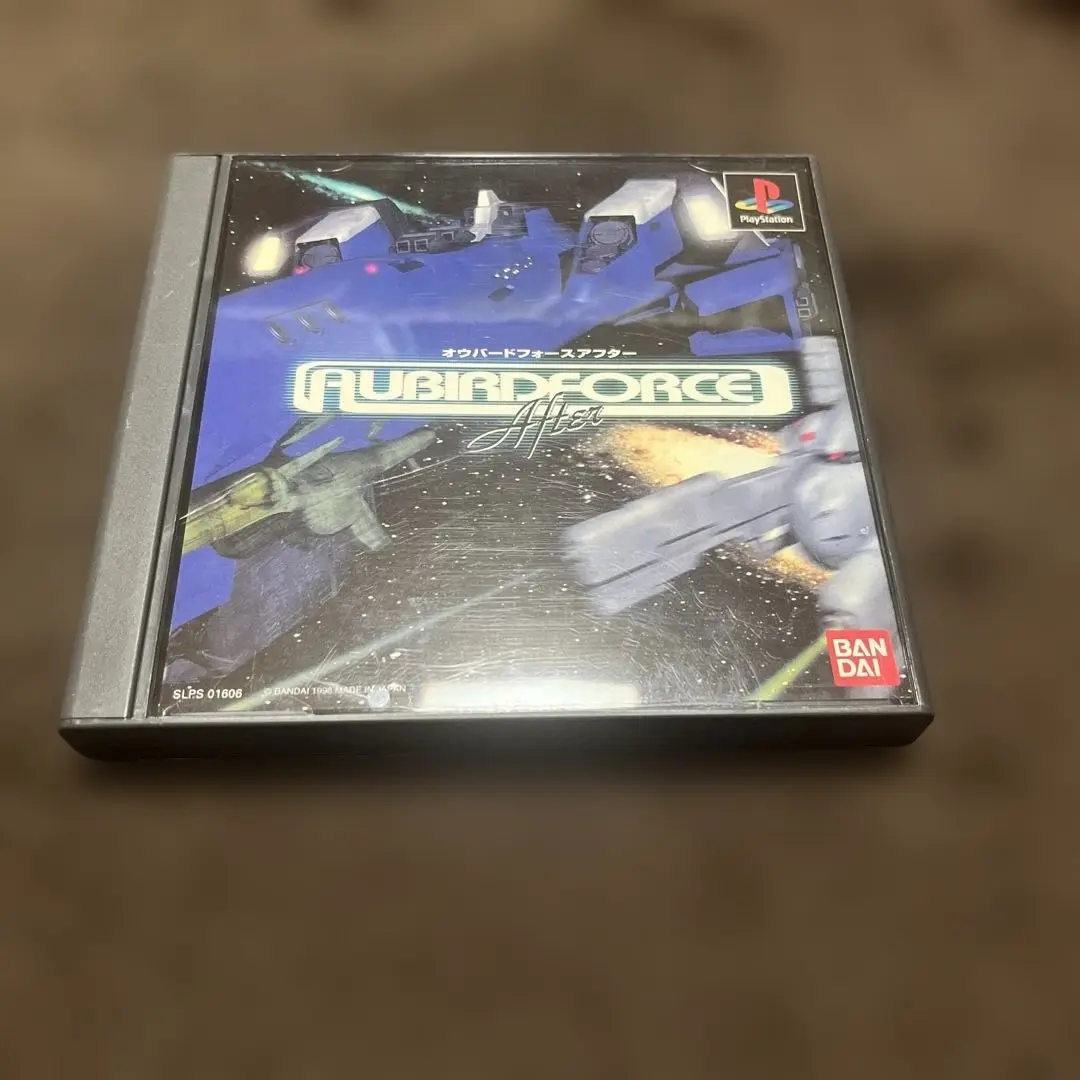 PlayStation
オウバードフォースアフター
AUBIRDFORCE
After
BAN
DAI
SLPS 01606
© BANDAI 1998 MADE IN JAPAN